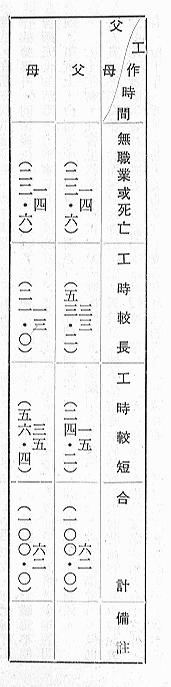 工作時間
父母
無職業或死亡
工時較長
工時較短
合計
備註
父
一四
(二二・六)
三三
(五三・二)
一五
(二四・二)
六二
(一〇〇・〇)
母
一四
(二二・六)
一三
(二一・〇)
三五
(五六・四)
六二
(一〇〇・〇)